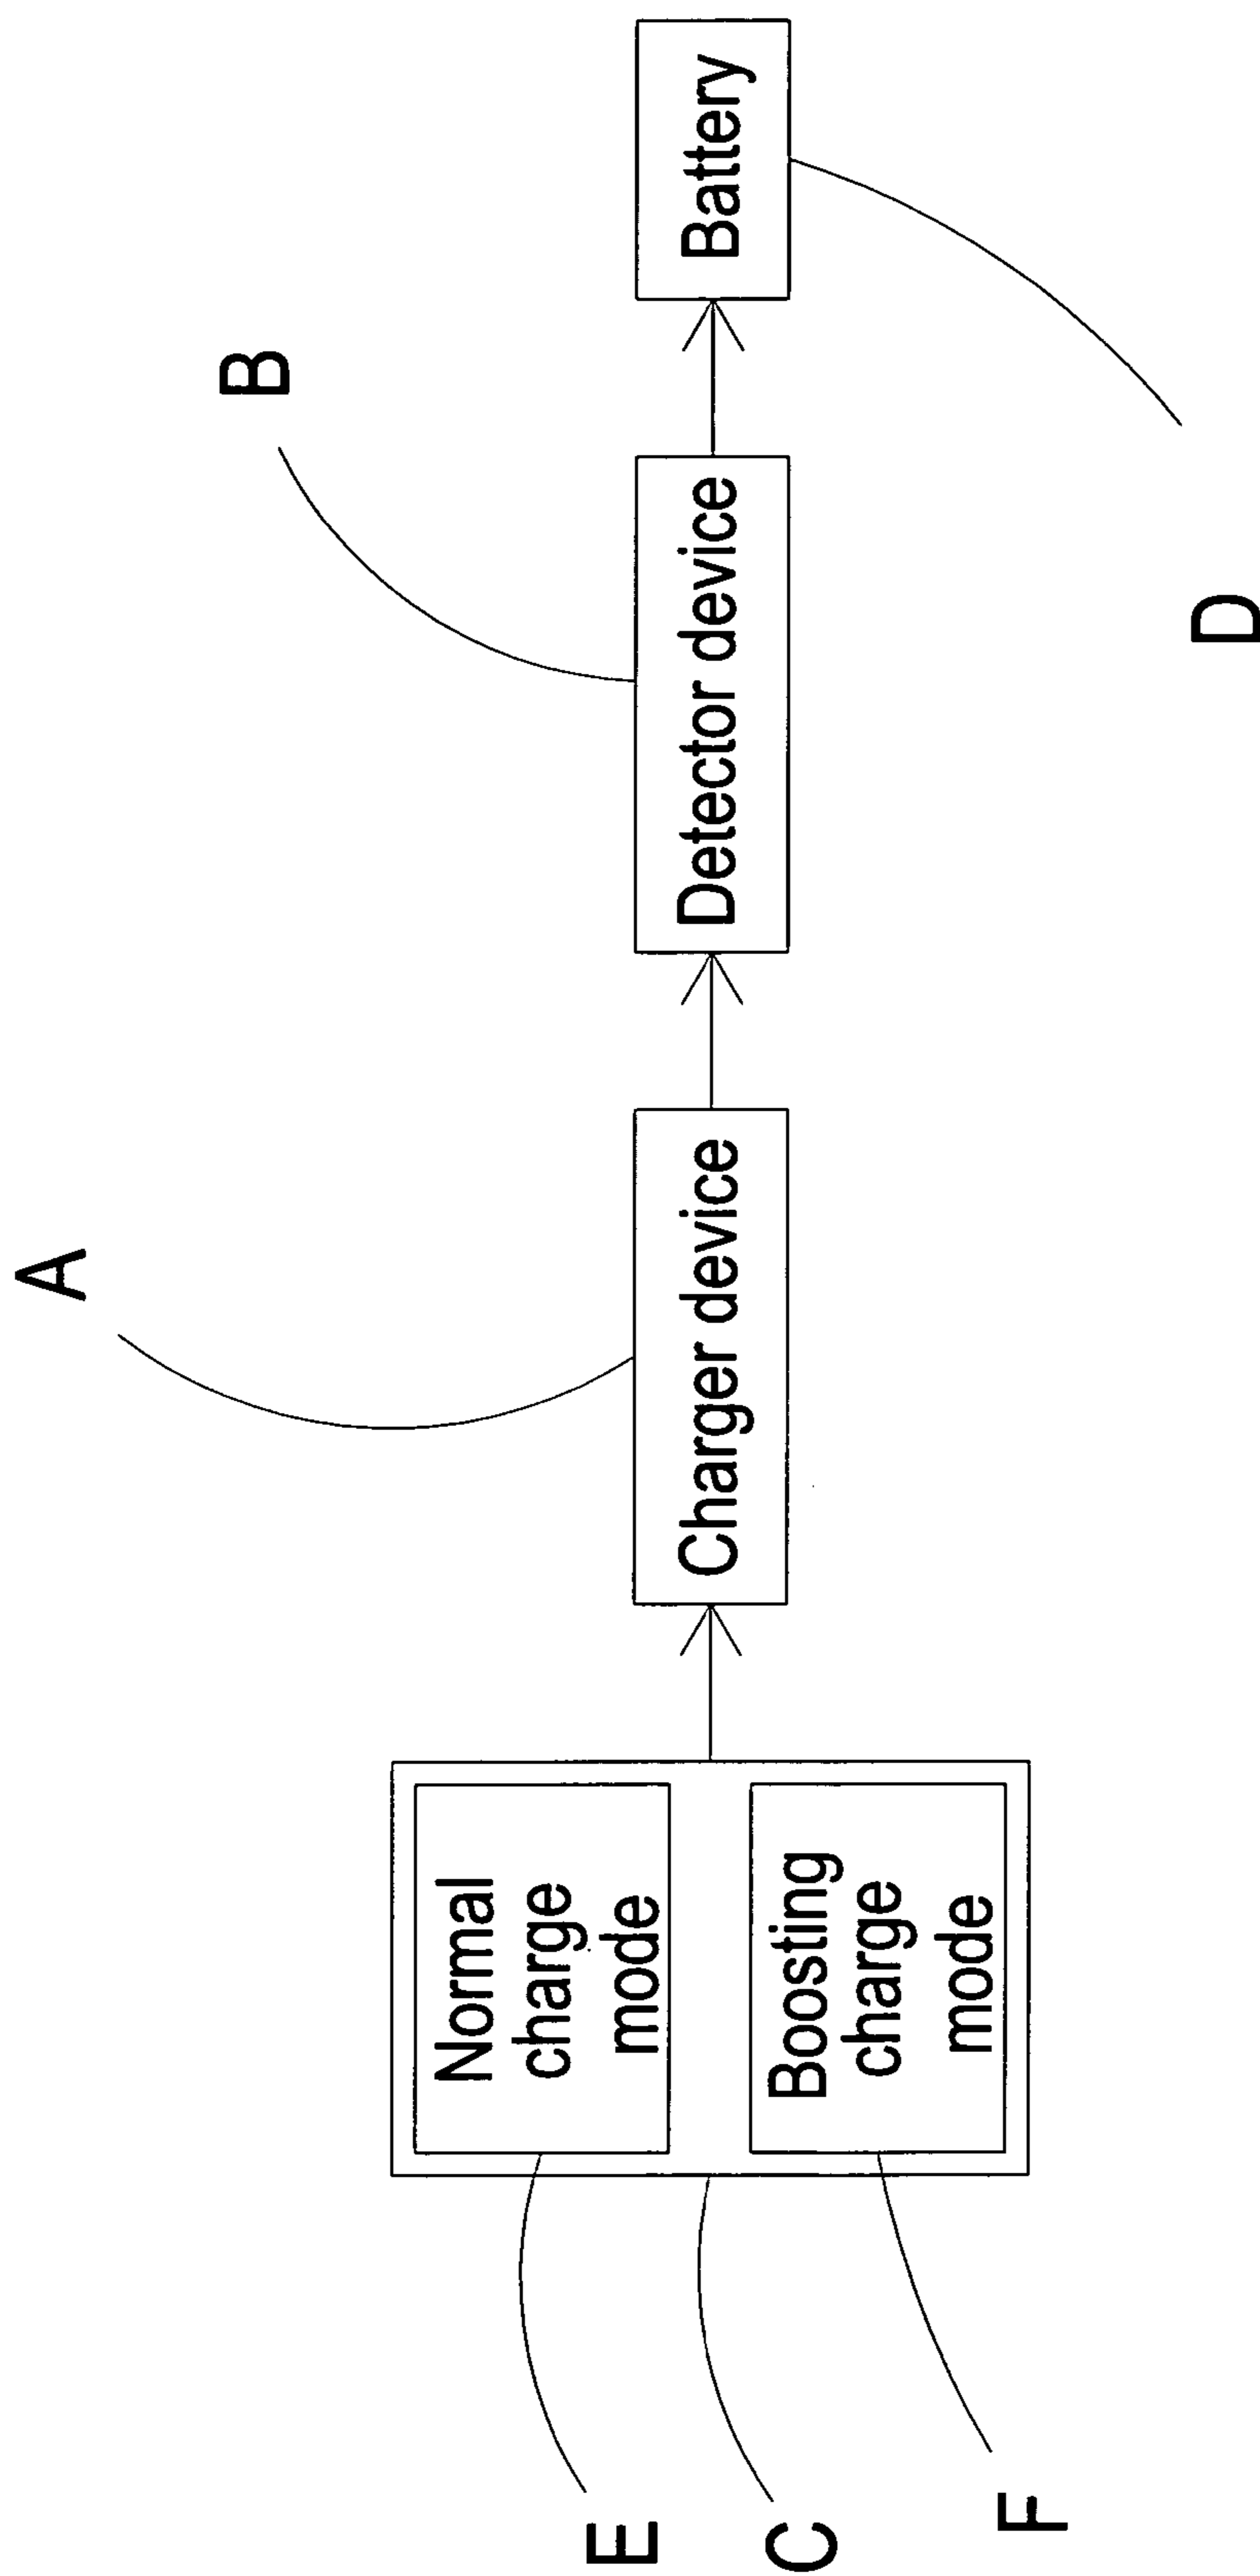 A
B
E
Normal
charge
mode
C
Boosting
charge
mode
F
Charger device
Detector device
Battery
D